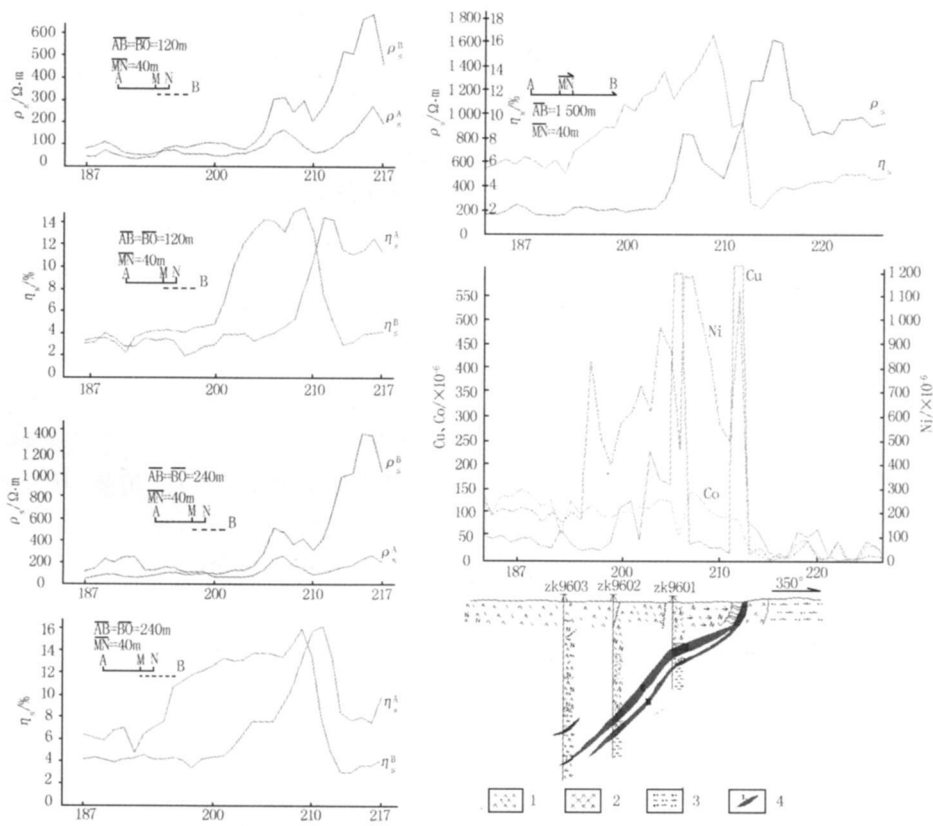 600
500
400
300
200
100
0
ρs/Ω·m
AB=BO=120m
MN=40m
A M N
B
ρsB
ρsA
187 200 210 217
14
12
10
8
6
4
2
0
ηs/%
AB=BO=120m
MN=40m
A M N
B
ηsA
ηsB
187 200 210 217
1 400
1 200
1 000
800
600
400
200
0
ρs/Ω·m
AB=BO=240m
MN=40m
A M N
B
ρsB
ρsA
187 200 210 217
16
14
12
10
8
6
4
2
0
ηs/%
AB=BO=240m
MN=40m
A M N
B
ηsA
ηsB
187 200 210 217
1 800 18
1 600 16
1 400 14
1 200 12
1 000 10
800 8
600 6
400 4
200 2
0
ρs/Ω·m
ηs/%
A MN B
AB=1 500m
MN=40m
ρs
ηs
187 200 210 220
550
500
450
400
350
300
250
200
150
100
50
0
Cu、Co/×10-6
1 200
1 100
1 000
900
800
700
600
500
400
300
200
100
0
Ni/×10-6
Cu
Ni
Co
187 200 210 220
zk9603 zk9602 zk9601 350°
1 2 3 4